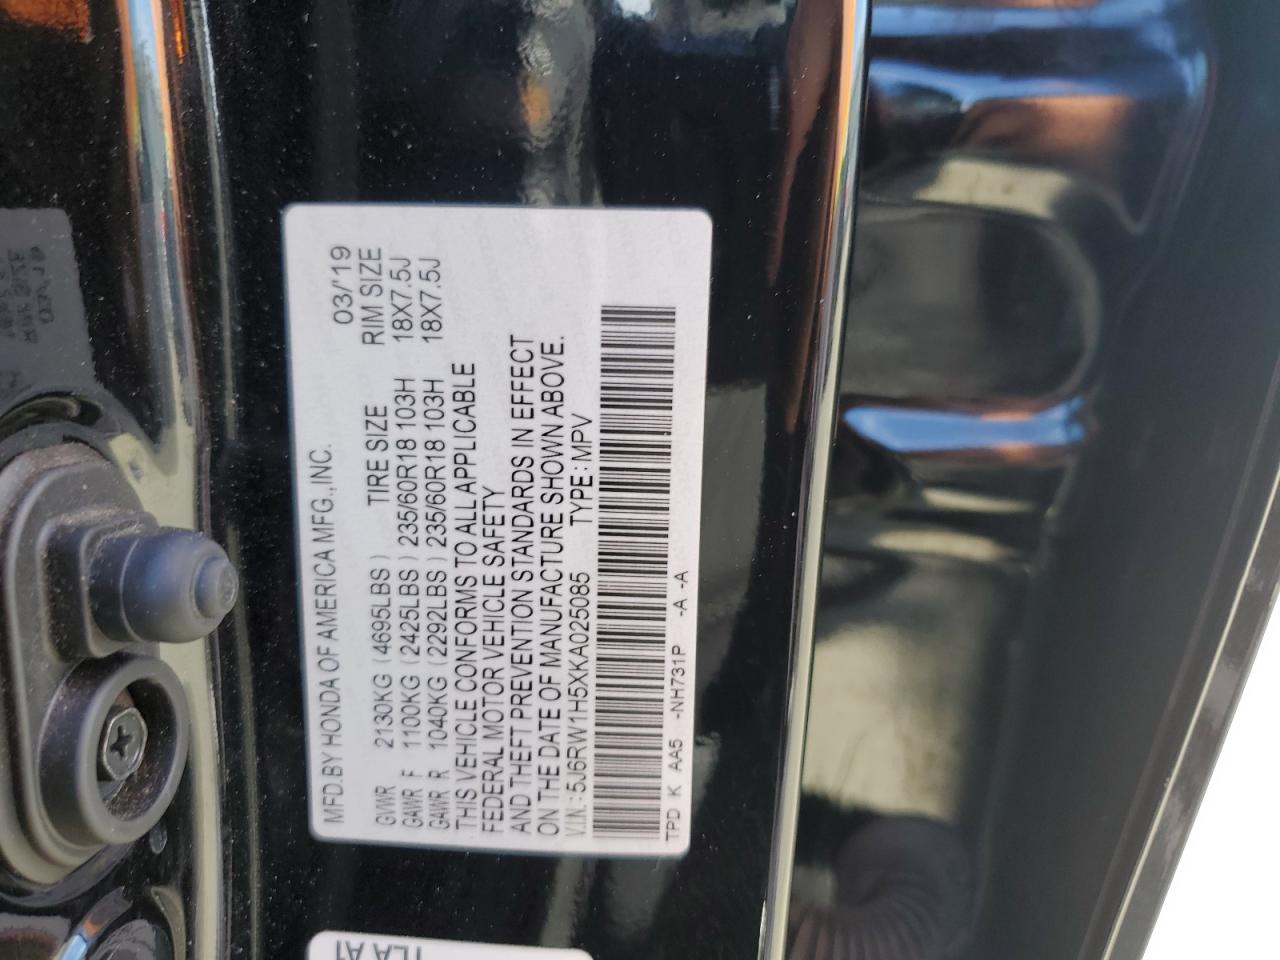 MFD.BY HONDA OF AMERICA MFG.,INC. 03/'19
GVWR 2130KG (4695LBS) TIRE SIZE RIM SIZE
GAWR F 1100KG (2425LBS) 235/60R18 103H 18X7.5J
GAWR R 1040KG (2292LBS) 235/60R18 103H 18X7.5J
THIS VEHICLE CONFORMS TO ALL APPLICABLE
FEDERAL MOTOR VEHICLE SAFETY
AND THEFT PREVENTION STANDARDS IN EFFECT
ON THE DATE OF MANUFACTURE SHOWN ABOVE.
V.I.N.:5J6RW1H5XKA025085 TYPE:MPV
TPD K AA5 -NH731P -A -A